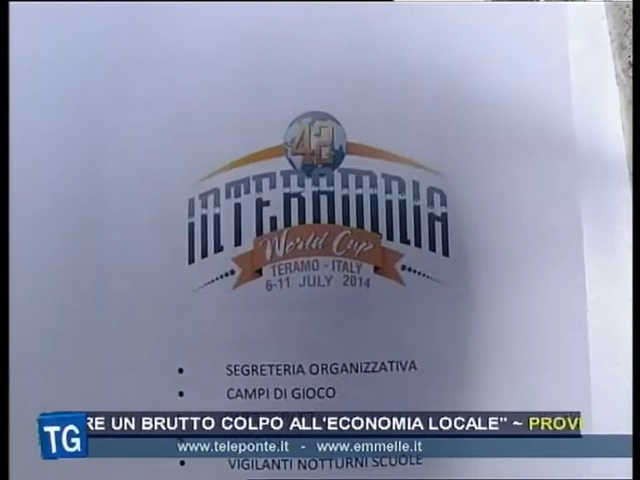 42
INTERAMNIA
World Cup
TERAMO - ITALY
6-11 JULY 2014
• SEGRETERIA ORGANIZZATIVA
• CAMPI DI GIOCO
RE UN BRUTTO COLPO ALL'ECONOMIA LOCALE" ~ PROVI
TG
www.teleponte.it - www.emmelle.it
• VIGILANTI NOTTURNI SCUOLE